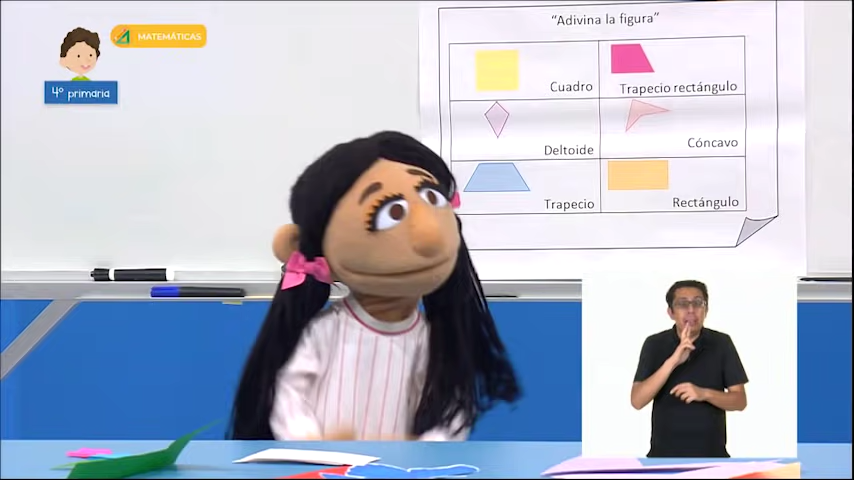 MATEMÁTICAS
4º primaria
"Adivina la figura"
Cuadro
Trapecio rectángulo
Deltoide
Cóncavo
Trapecio
Rectángulo